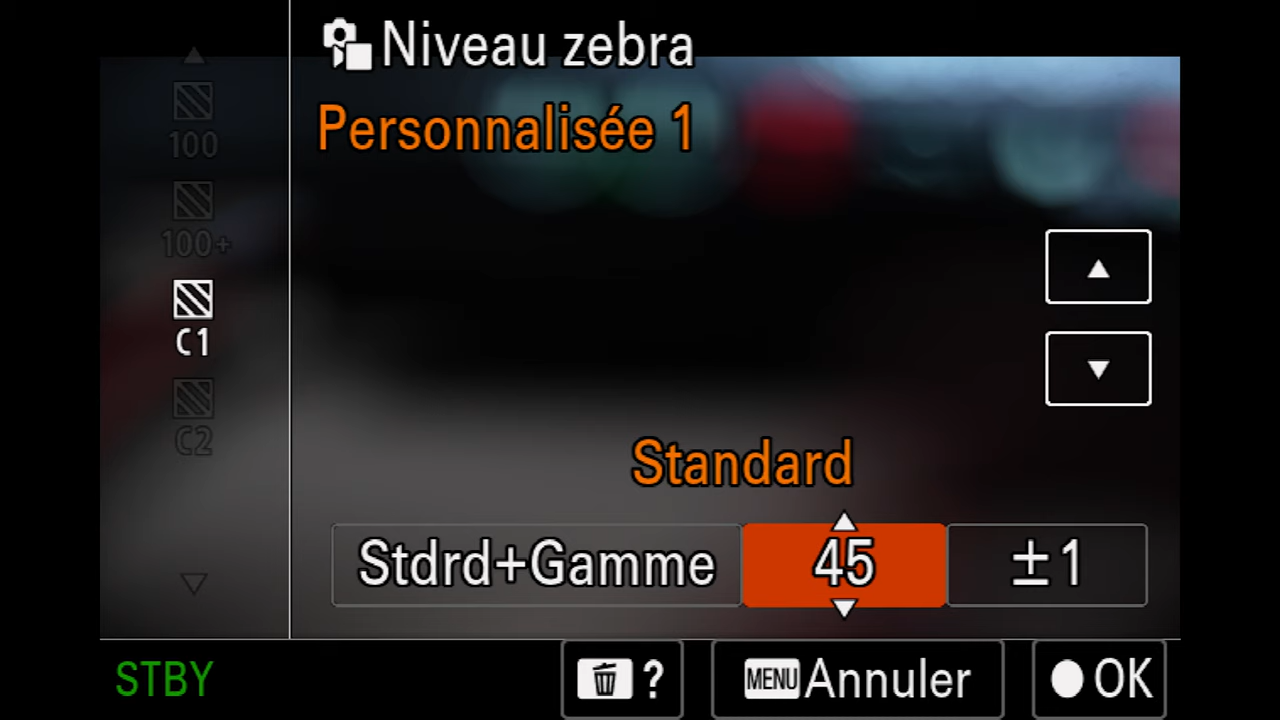 Niveau zebra
Personnalisée 1
100
100+
C1
C2
Standard
Stdrd+Gamme 45 ±1
STBY ? MENU Annuler OK